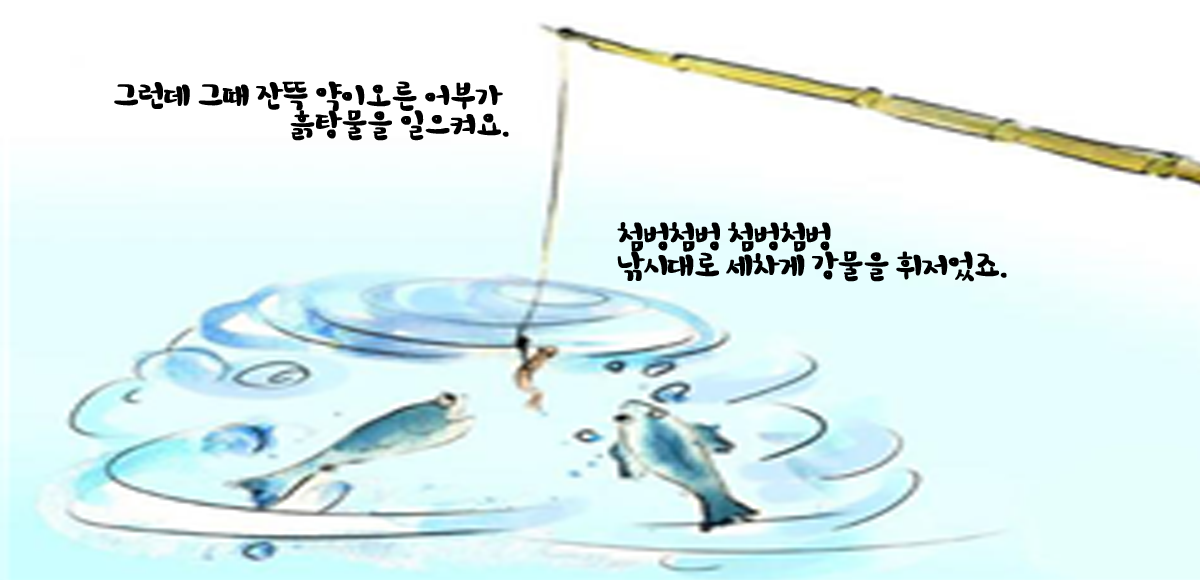 그런데 그때 잔뜩 약이오른 어부가
흙탕물을 일으켜요.
첨벙첨벙 첨벙첨벙
낚시대로 세차게 강물을 휘저었죠.